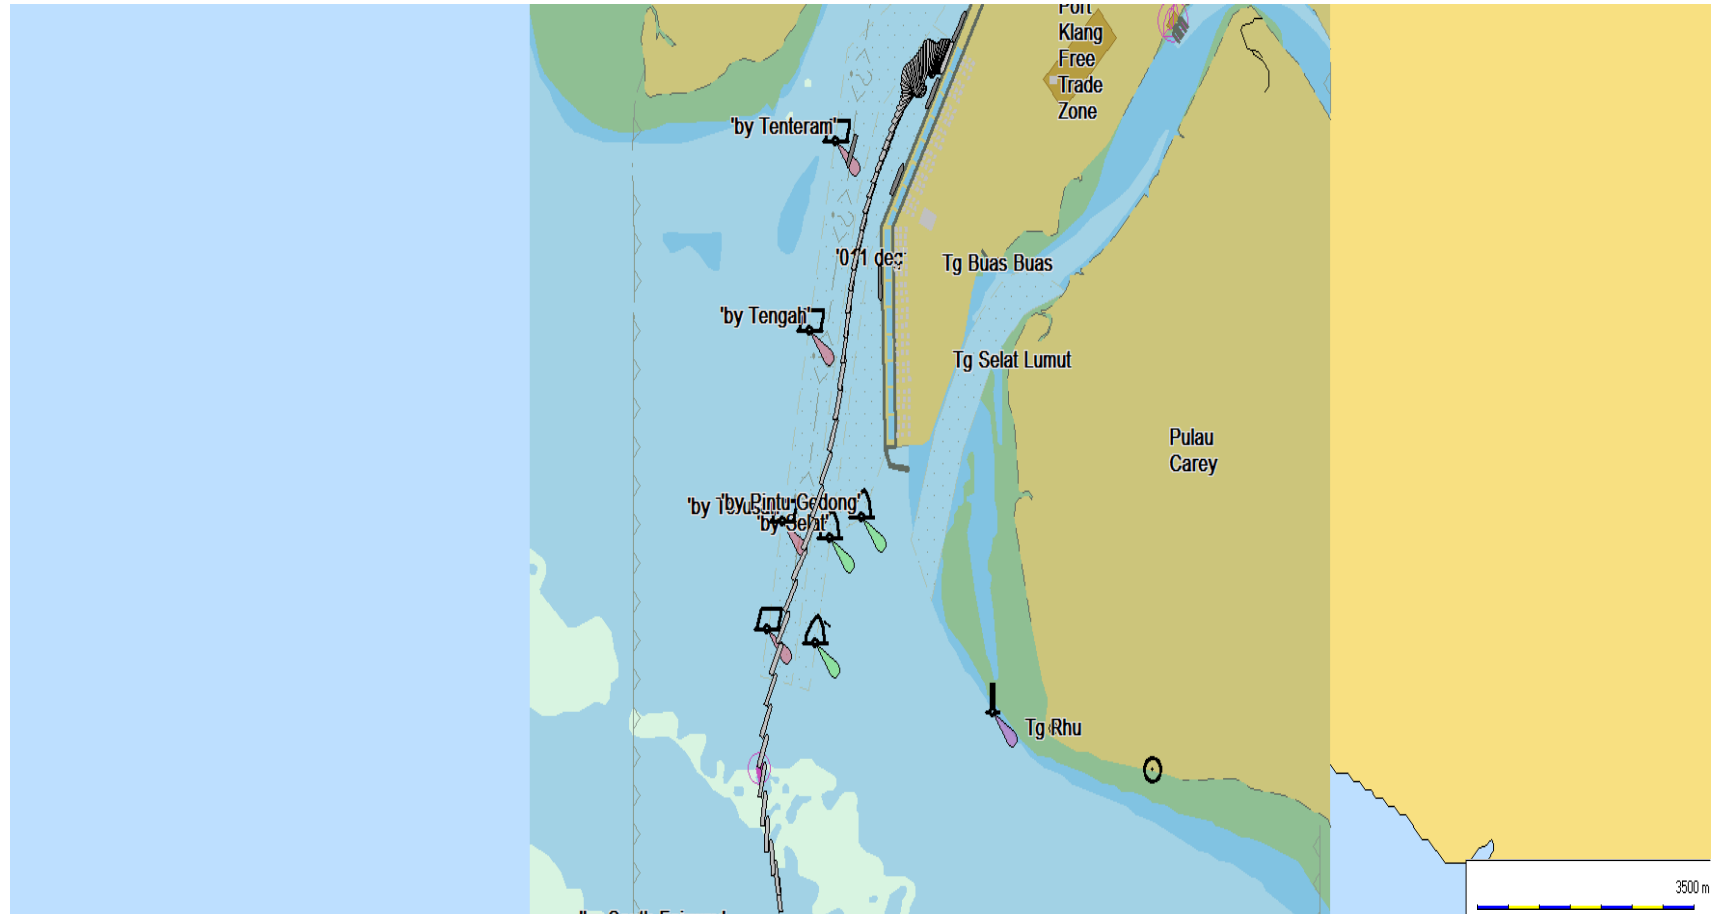 Port
Klang
Free
Trade
Zone
'by Tenteram'
'011 deg'
Tg Buas Buas
'by Tengah'
Tg Selat Lumut
Pulau
Carey
'by Pintu Gedong'
'by Selat'
Tg Rhu
3500 m